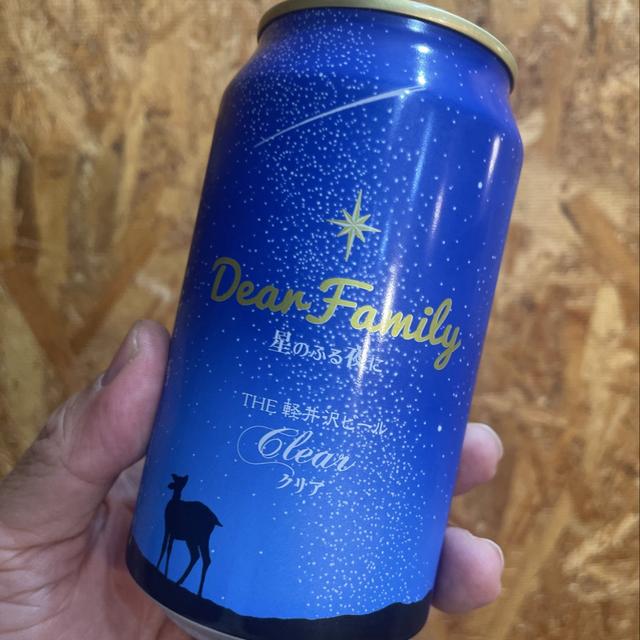 Dear Family
星のふる夜に
THE 軽井沢ビール
Clear
クリア